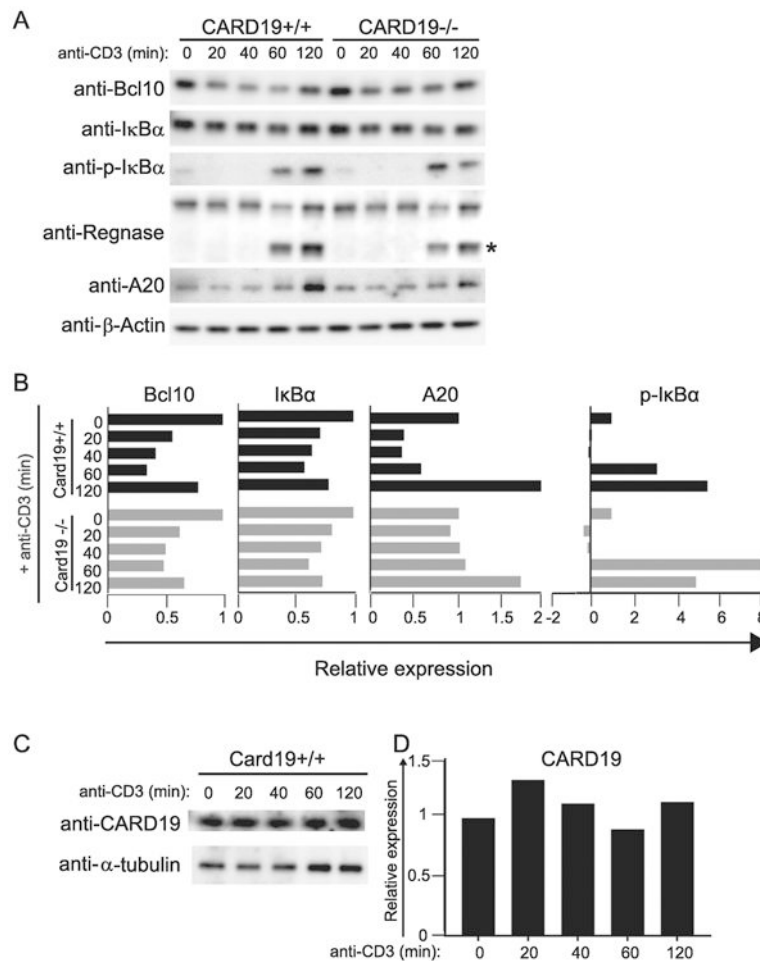 A
CARD19+/+ CARD19-/-
anti-CD3 (min): 0 20 40 60 120 0 20 40 60 120
anti-Bcl10
anti-IκBα
anti-p-IκBα
anti-Regnase
*
anti-A20
anti-β-Actin
B
Bcl10 IκBα A20 p-IκBα
+ anti-CD3 (min)
Card19+/+
0
20
40
60
120
Card19 -/-
0
20
40
60
120
0 0.5 1 0 0.5 1 0 0.5 1 1.5 2 -2 0 2 4 6 8
Relative expression
C
Card19+/+
anti-CD3 (min): 0 20 40 60 120
anti-CARD19
anti-α-tubulin
D
CARD19
Relative expression
1.5
1
0.5
0
anti-CD3 (min): 0 20 40 60 120